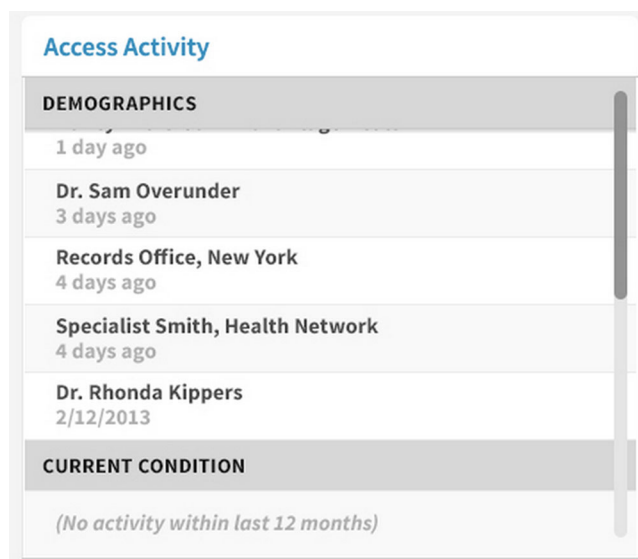 Access Activity
DEMOGRAPHICS
1 day ago
Dr. Sam Overunder
3 days ago
Records Office, New York
4 days ago
Specialist Smith, Health Network
4 days ago
Dr. Rhonda Kippers
2/12/2013
CURRENT CONDITION
(No activity within last 12 months)